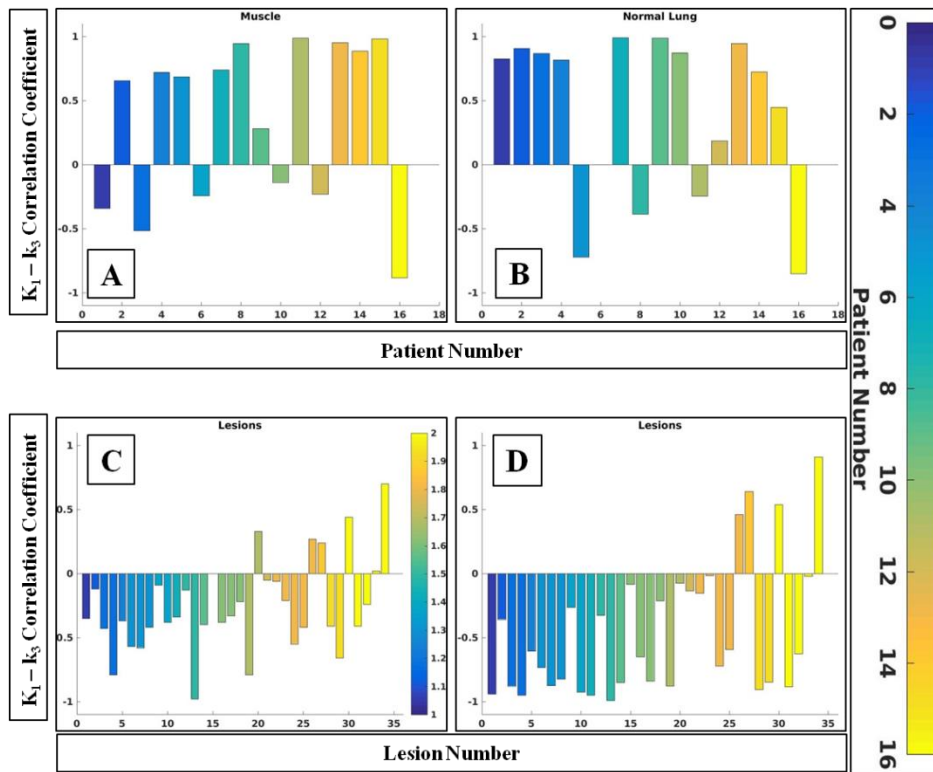 Muscle
Normal Lung
K₁ – k₃ Correlation Coefficient
1
0.5
0
-0.5
-1
A
2 4 6 8 10 12 14 16 18
1
0.5
0
-0.5
-1
B
0 2 4 6 8 10 12 14 16 18
Patient Number
Lesions
Lesions
K₁ – k₃ Correlation Coefficient
1
0.5
0
-0.5
-1
C
0 5 10 15 20 25 30 35
2
1.9
1.8
1.7
1.6
1.5
1.4
1.3
1.2
1.1
1
1
0.5
0
-0.5
-1
D
0 5 10 15 20 25 30 35
Lesion Number
0
2
4
6
8
10
12
14
16
Patient Number